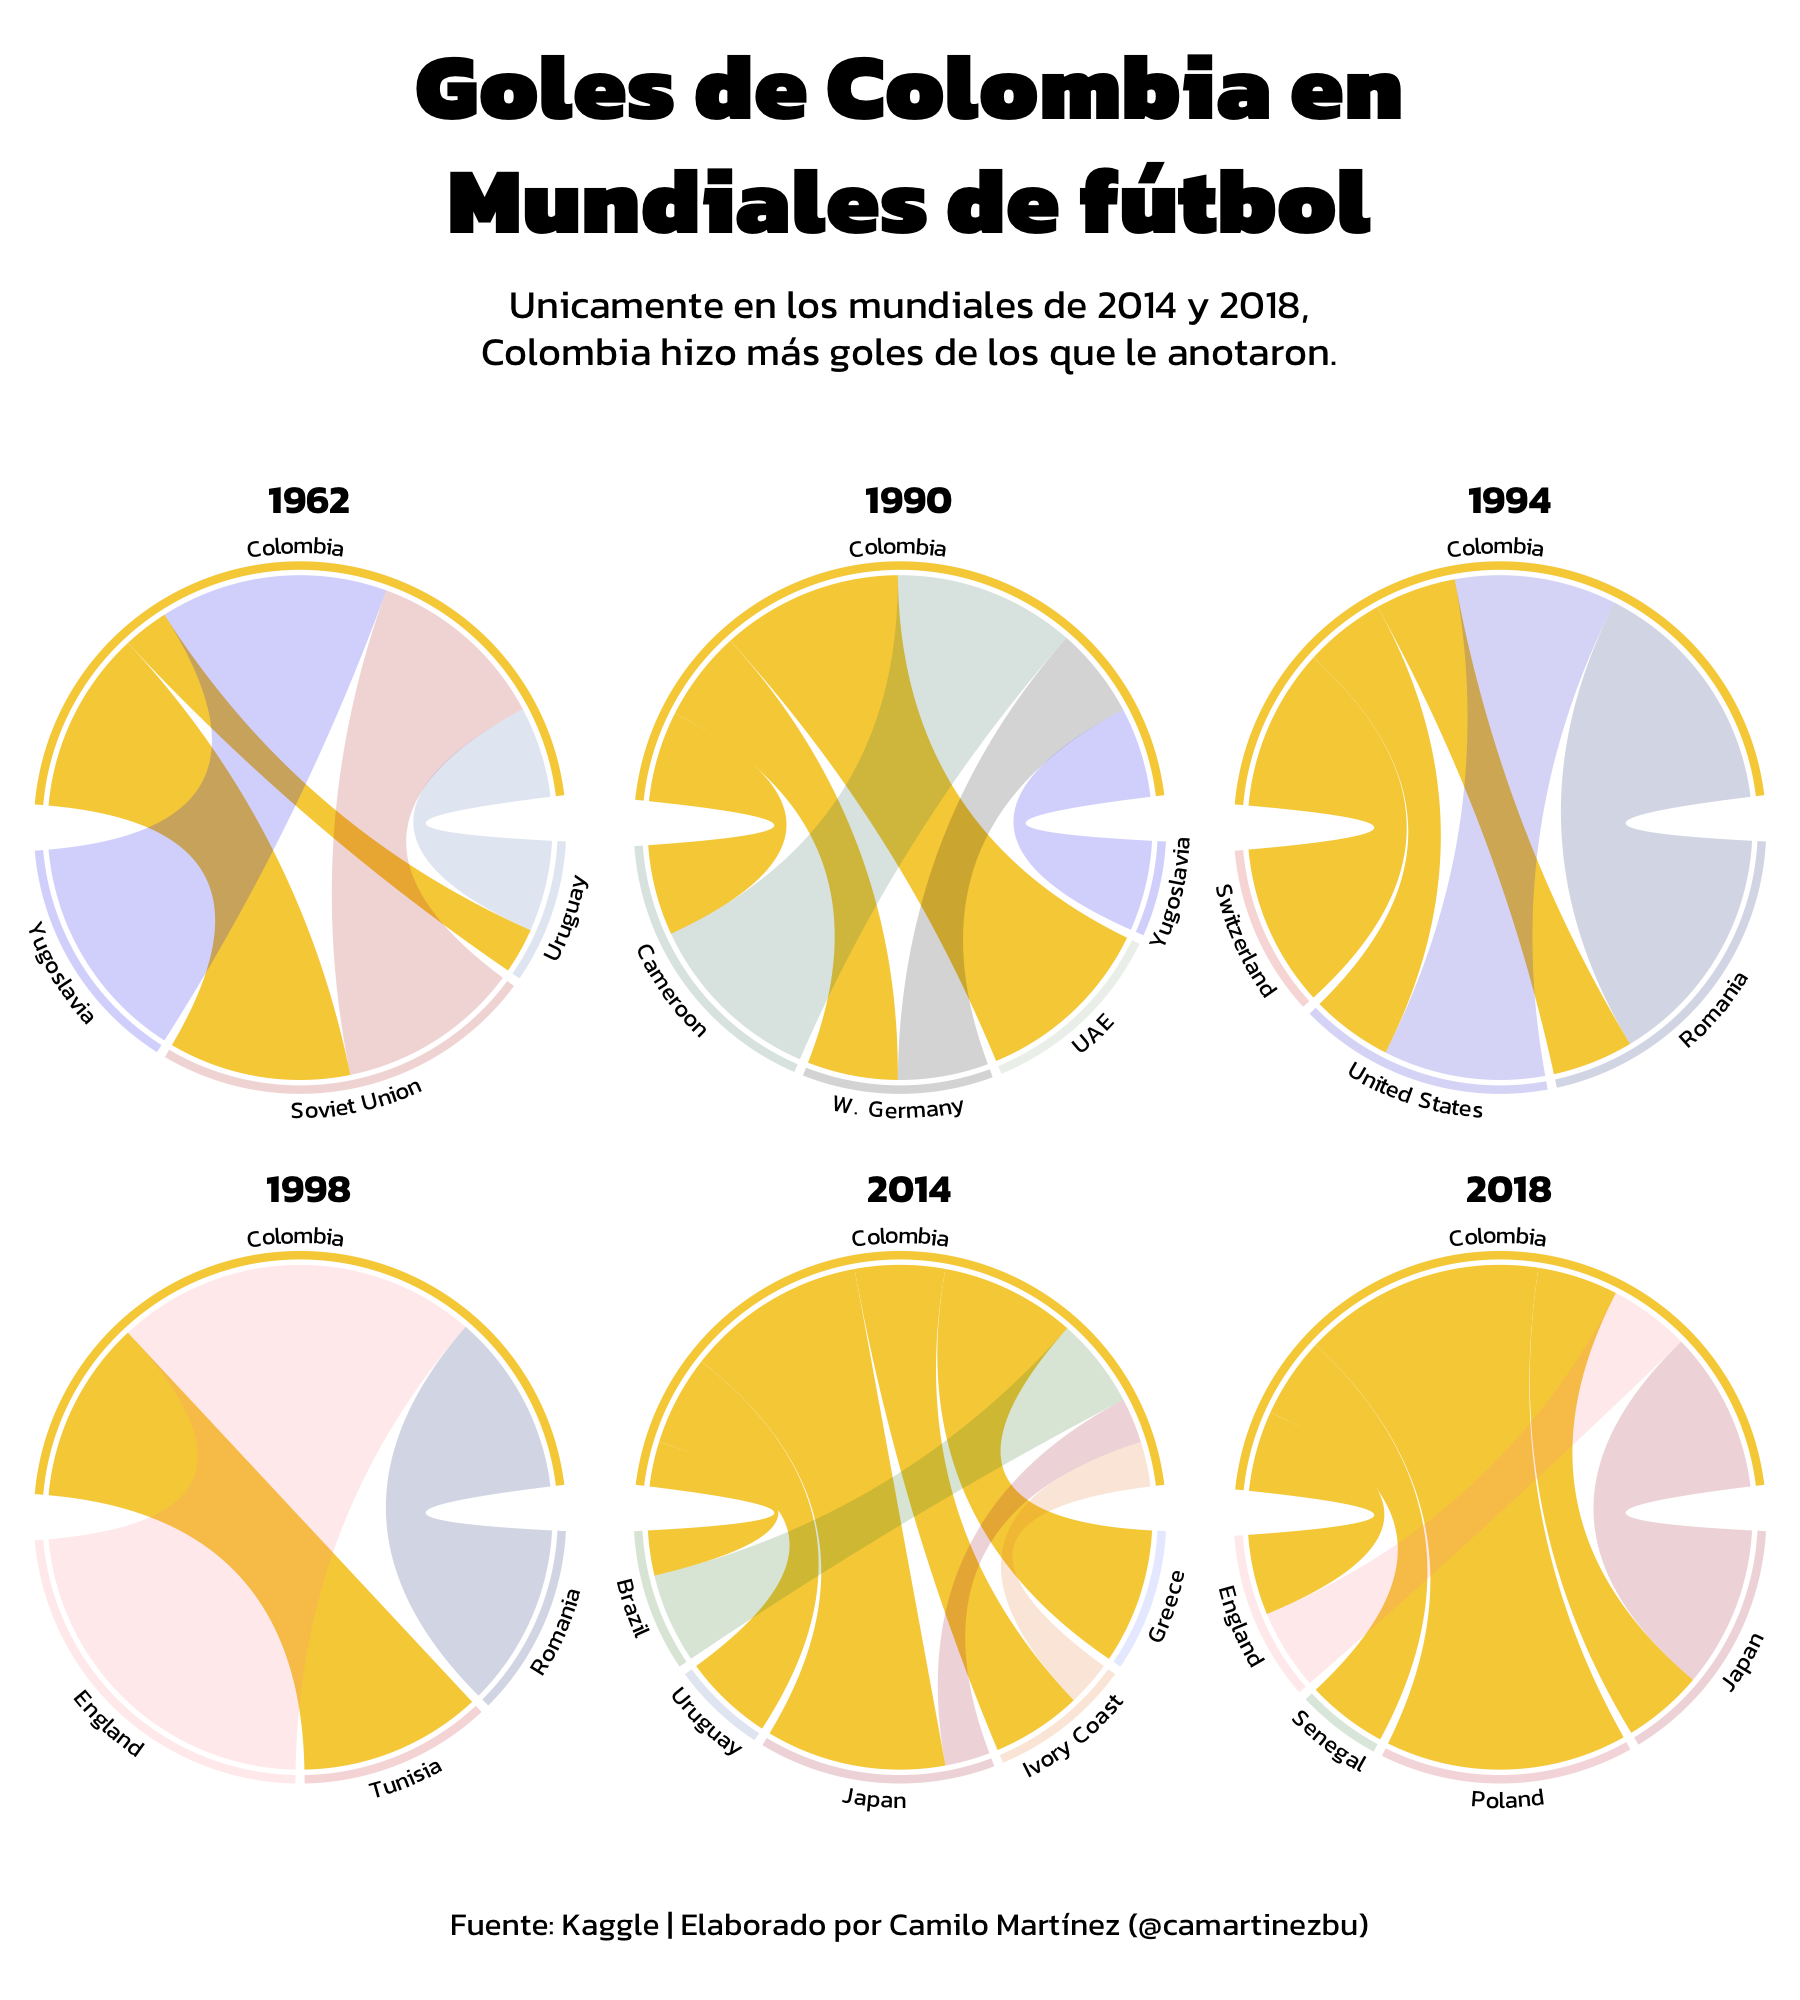 Goles de Colombia en
Mundiales de fútbol
Unicamente en los mundiales de 2014 y 2018,
Colombia hizo más goles de los que le anotaron.
1962
Colombia
Uruguay
Soviet Union
Yugoslavia
1990
Colombia
Yugoslavia
UAE
W. Germany
Cameroon
1994
Colombia
Romania
United States
Switzerland
1998
Colombia
Romania
Tunisia
England
2014
Colombia
Greece
Ivory Coast
Japan
Uruguay
Brazil
2018
Colombia
Japan
Poland
Senegal
England
Fuente: Kaggle | Elaborado por Camilo Martínez (@camartinezbu)